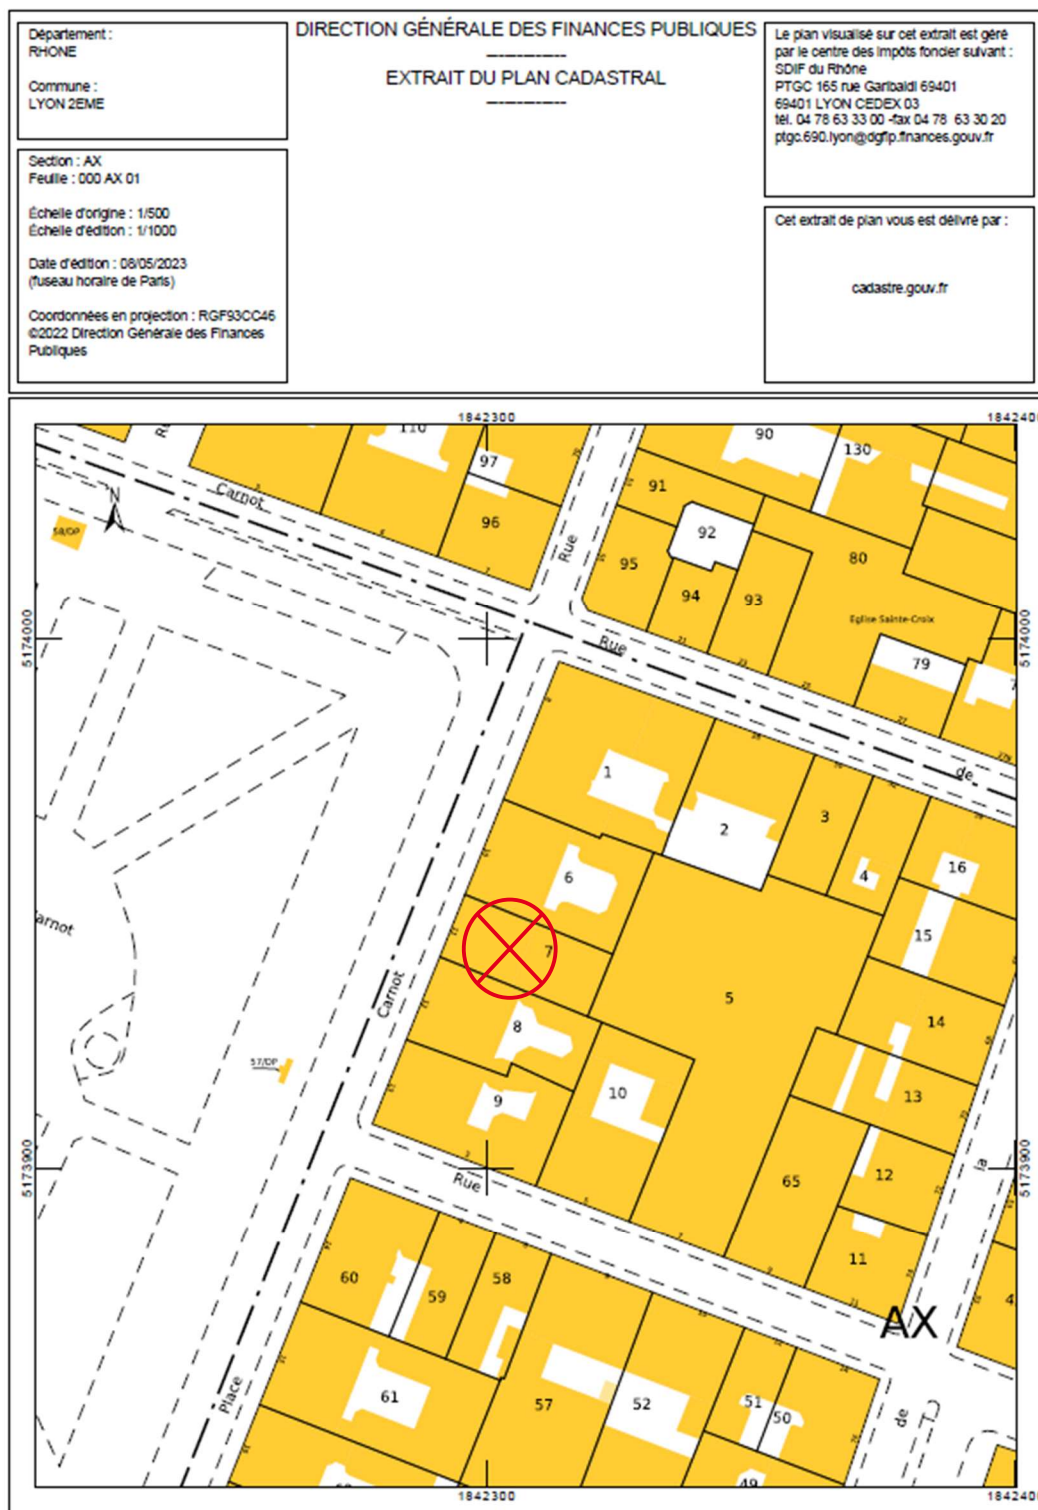 Département :
RHONE
Commune :
LYON 2EME
Section : AX
Feuille : 000 AX 01
Échelle d'origine : 1/500
Échelle d'édition : 1/1000
Date d'édition : 08/05/2023
(fuseau horaire de Paris)
Coordonnées en projection : RGF93CC46
©2022 Direction Générale des Finances
Publiques
DIRECTION GÉNÉRALE DES FINANCES PUBLIQUES
EXTRAIT DU PLAN CADASTRAL
Le plan visualisé sur cet extrait est géré
par le centre des impôts foncier suivant :
SDIF du Rhône
PTGC 165 rue Garibaldi 69401
69401 LYON CEDEX 03
tél. 04 78 63 33 00 -fax 04 78 63 30 20
ptgc.690.lyon@dgfip.finances.gouv.fr
Cet extrait de plan vous est délivré par :
cadastre.gouv.fr
1842300
1842400
110
90
130
97
91
Carnot
96
N
58/DP
92
Rue
95
80
94
93
Eglise Sainte-Croix
5174000
5174000
Rue
79
de
1
2
3
4
16
6
15
Carnot
7
5
14
Carnot
8
57/DP
10
13
9
5173900
5173900
Rue
la
65
12
11
60
59
58
AX
4
Place
61
57
52
51
50
de
49
1842300
1842400